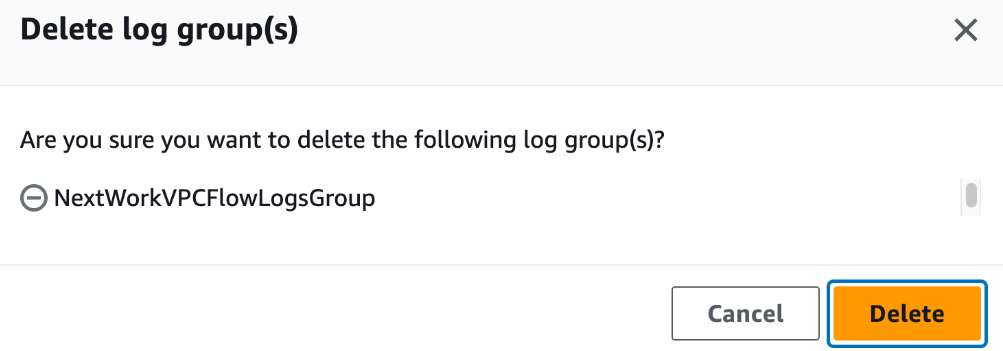 Delete log group(s)
Are you sure you want to delete the following log group(s)?
NextWorkVPCFlowLogsGroup
Cancel
Delete